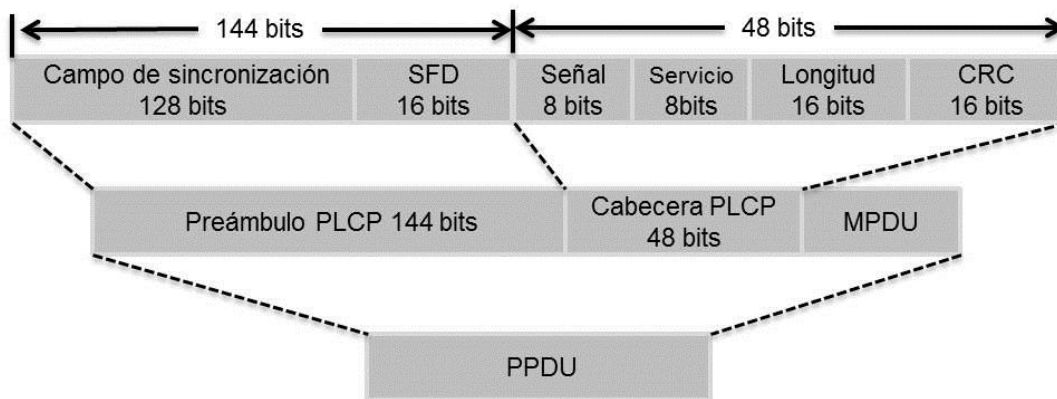 144 bits
48 bits
Campo de sincronización
128 bits
SFD
16 bits
Señal
8 bits
Servicio
8bits
Longitud
16 bits
CRC
16 bits
Preámbulo PLCP 144 bits
Cabecera PLCP
48 bits
MPDU
PPDU